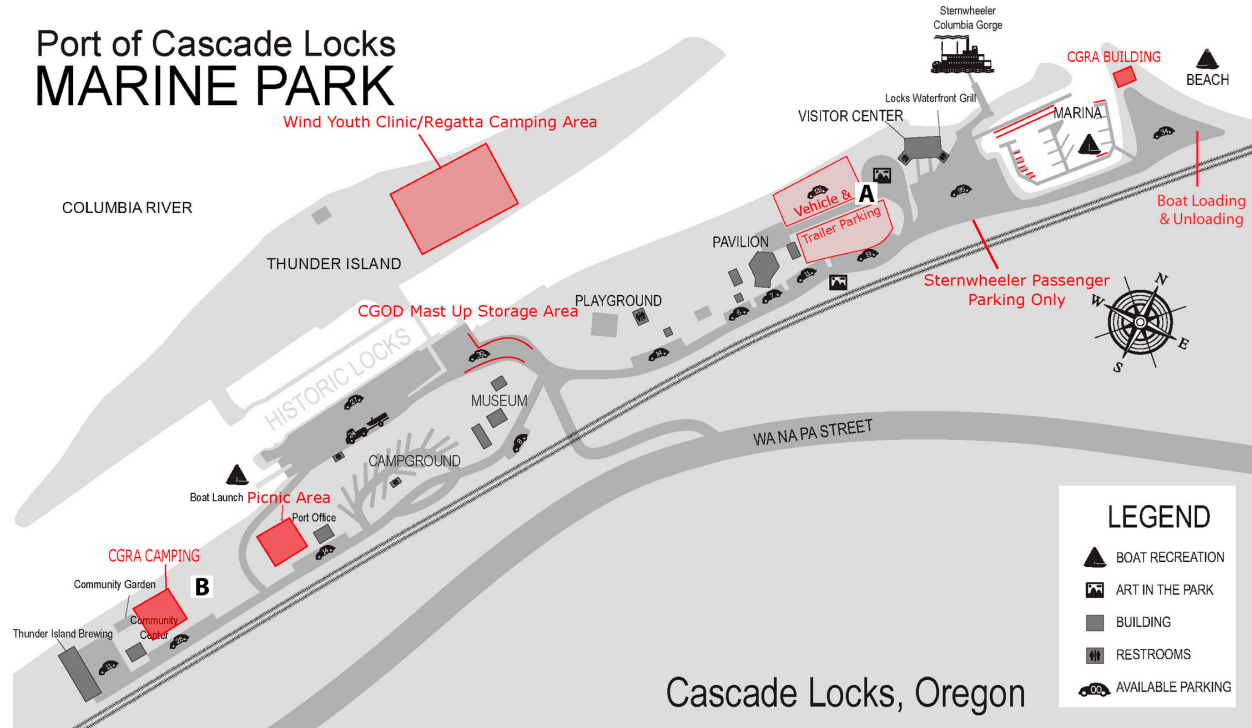 Port of Cascade Locks
MARINE PARK
Sternwheeler
Columbia Gorge
CGRA BUILDING
BEACH
Locks Waterfront Grill
VISITOR CENTER
MARINA
Wind Youth Clinic/Regatta Camping Area
COLUMBIA RIVER
THUNDER ISLAND
Vehicle &
A
Trailer Parking
Boat Loading
& Unloading
PAVILION
Sternwheeler Passenger
Parking Only
PLAYGROUND
CGOD Mast Up Storage Area
HISTORIC LOCKS
MUSEUM
CAMPGROUND
WA NA PA STREET
N
W
E
S
Boat Launch
Picnic Area
Port Office
CGRA CAMPING
Community Garden
B
Community
Center
Thunder Island Brewing
LEGEND
BOAT RECREATION
ART IN THE PARK
BUILDING
RESTROOMS
00
AVAILABLE PARKING
Cascade Locks, Oregon